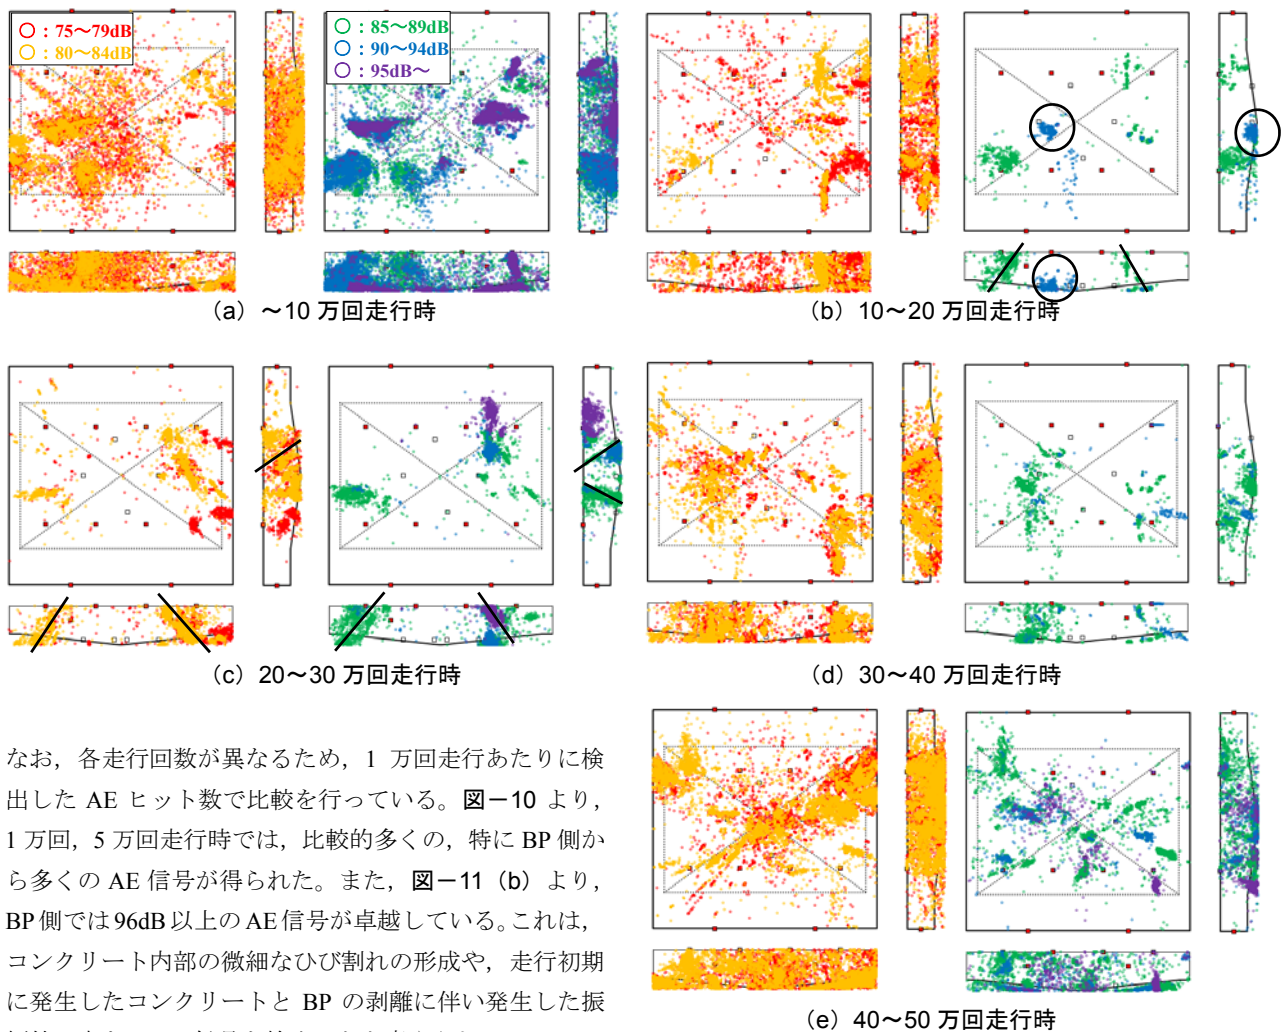 ○：75～79dB
○：80～84dB
○：85～89dB
○：90～94dB
○：95dB～
（a）～10 万回走行時
（b）10～20 万回走行時
（c）20～30 万回走行時
（d）30～40 万回走行時
（e）40～50 万回走行時
なお，各走行回数が異なるため，1 万回走行あたりに検
出した AE ヒット数で比較を行っている。図－10 より，
1 万回，5 万回走行時では，比較的多くの，特に BP 側か
ら多くの AE 信号が得られた。また，図－11（b）より，
BP 側では 96dB 以上の AE 信号が卓越している。これは，
コンクリート内部の微細なひび割れの形成や，走行初期
に発生したコンクリートと BP の剥離に伴い発生した振